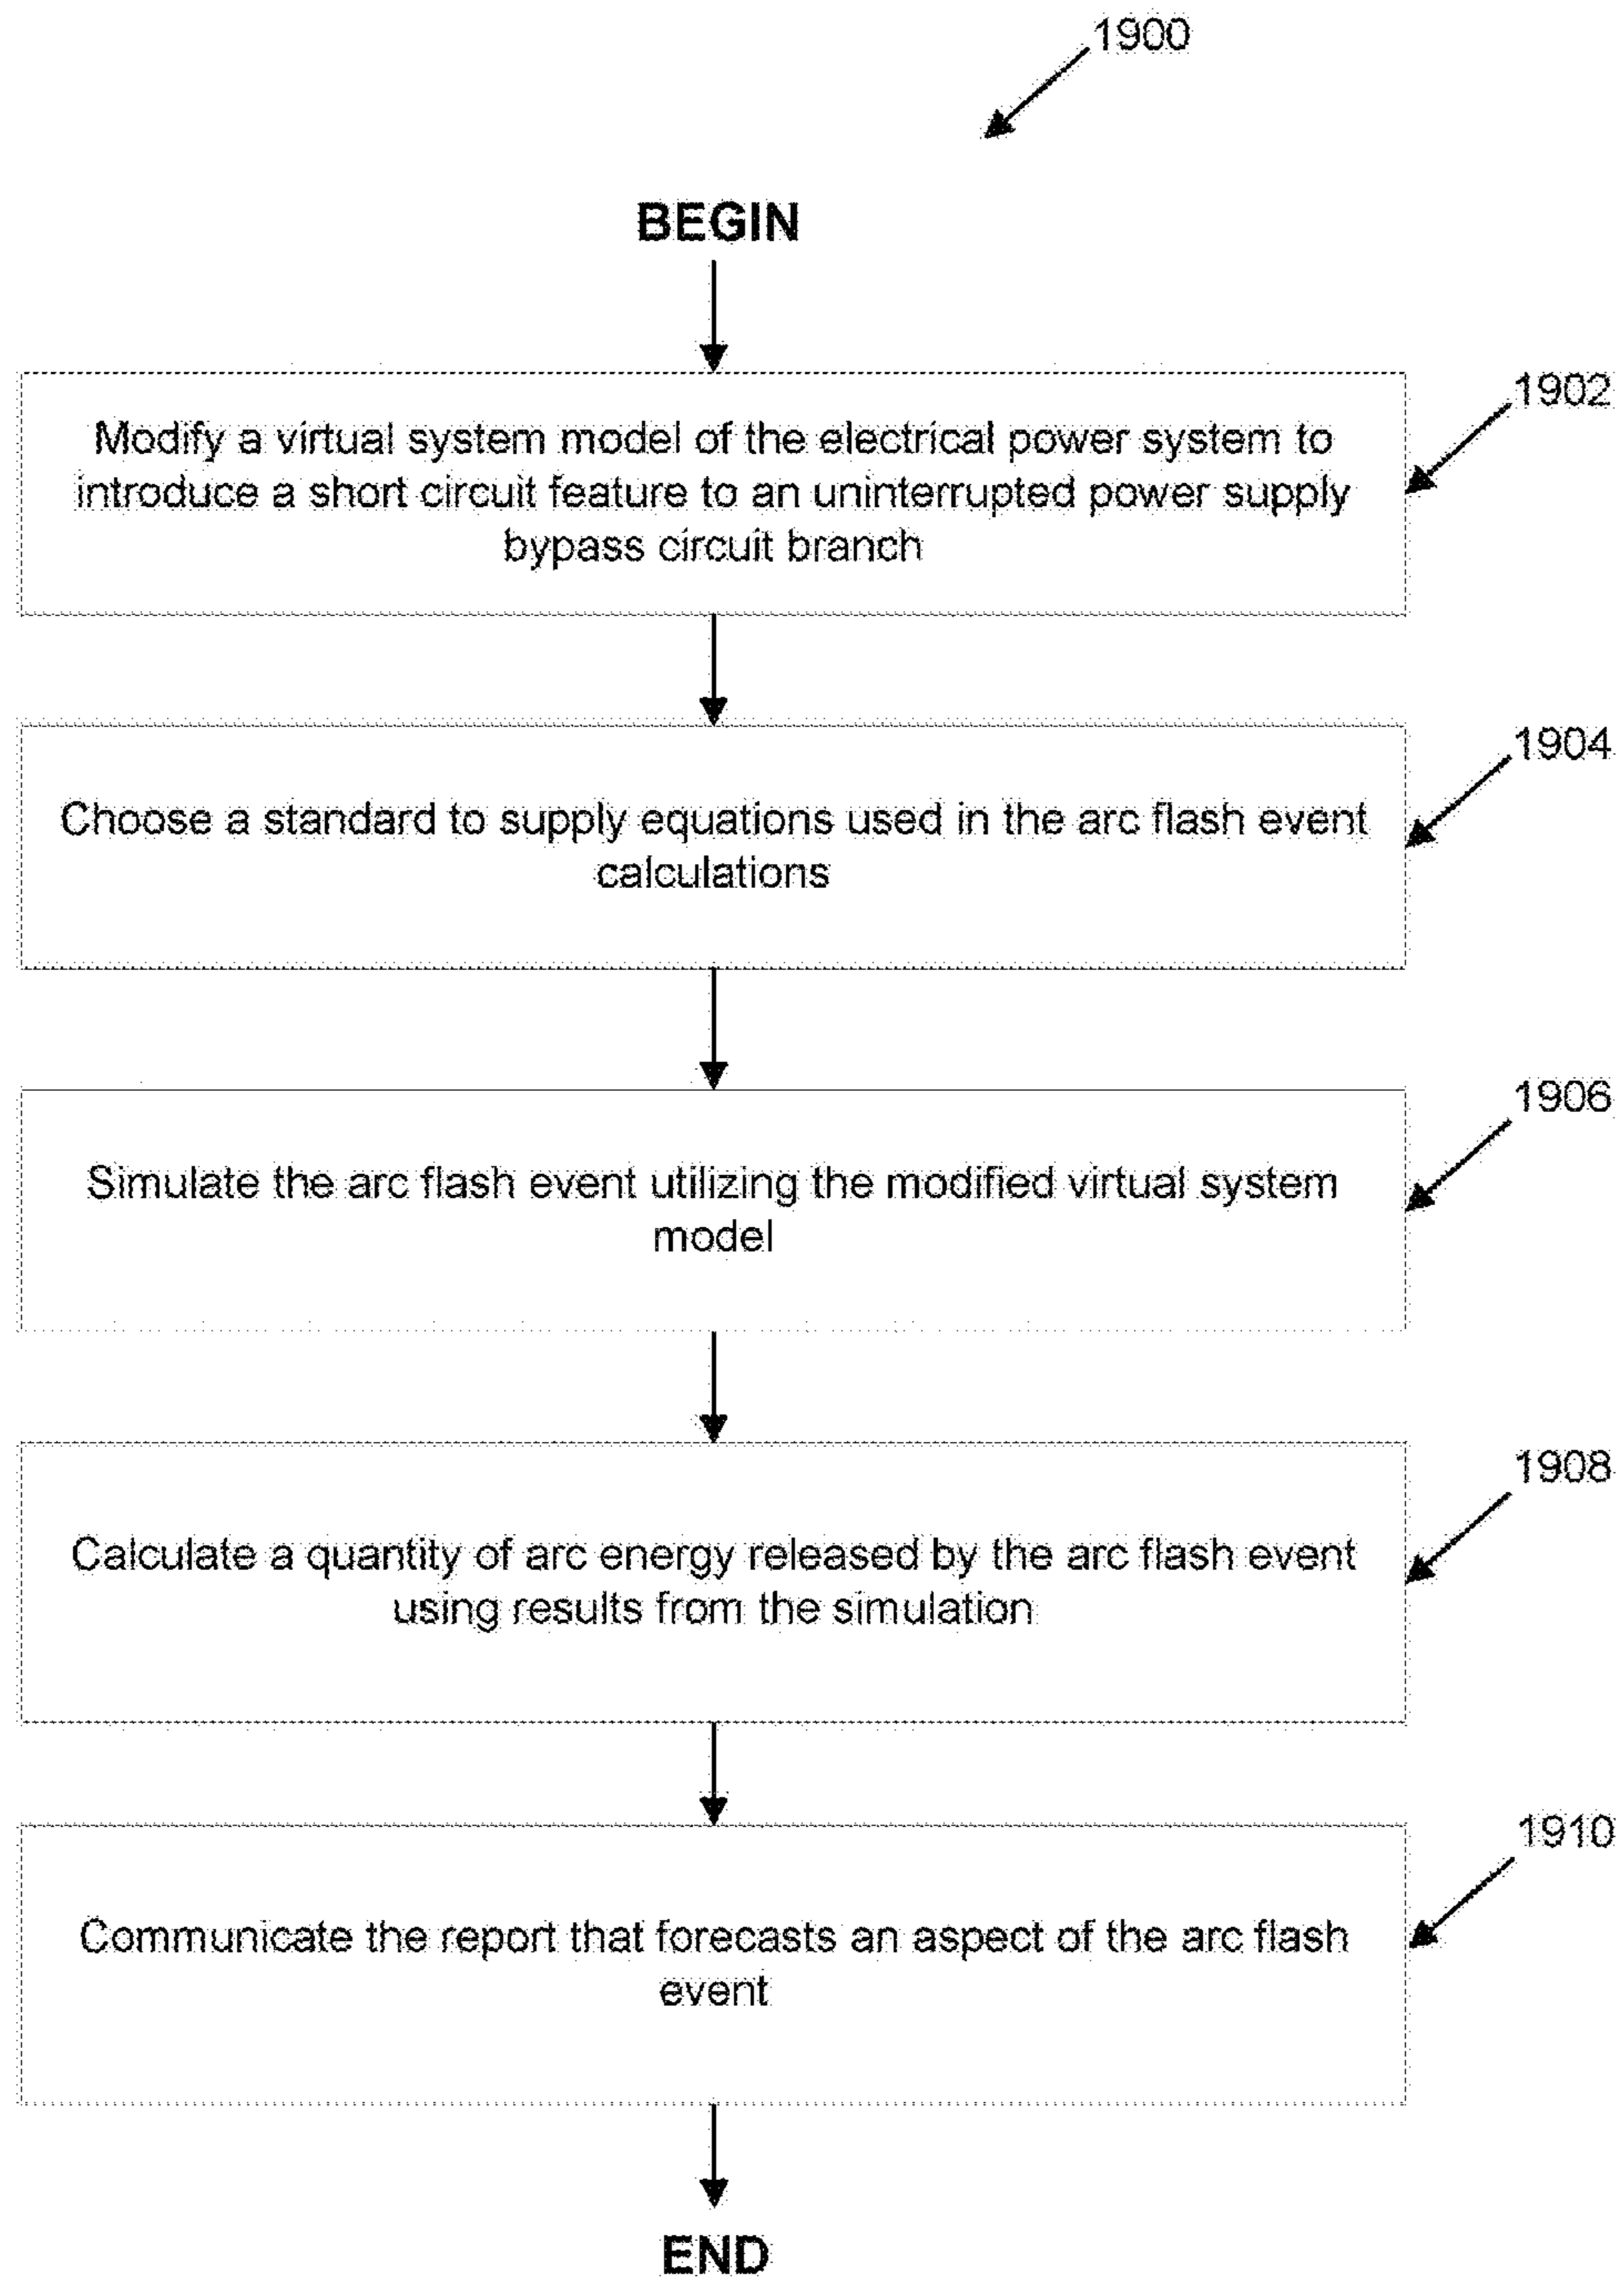 1900
BEGIN
1902
Modify a virtual system model of the electrical power system to
introduce a short circuit feature to an uninterrupted power supply
bypass circuit branch
1904
Choose a standard to supply equations used in the arc flash event
calculations
1906
Simulate the arc flash event utilizing the modified virtual system
model
1908
Calculate a quantity of arc energy released by the arc flash event
using results from the simulation
1910
Communicate the report that forecasts an aspect of the arc flash
event
END